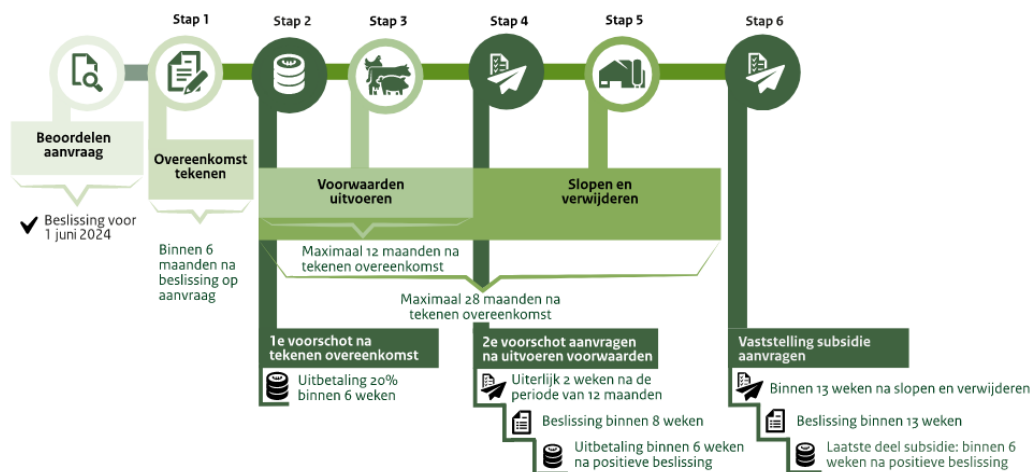 Stap 1
Stap 2
Stap 3
Stap 4
Stap 5
Stap 6
Beoordelen
aanvraag
Beslissing voor
1 juni 2024
Overeenkomst
tekenen
Binnen 6
maanden na
beslissing op
aanvraag
Voorwaarden
uitvoeren
Slopen en
verwijderen
Maximaal 12 maanden na
tekenen overeenkomst
Maximaal 28 maanden na
tekenen overeenkomst
1e voorschot na
tekenen overeenkomst
Uitbetaling 20%
binnen 6 weken
2e voorschot aanvragen
na uitvoeren voorwaarden
Uiterlijk 2 weken na de
periode van 12 maanden
Beslissing binnen 8 weken
Uitbetaling binnen 6 weken
na positieve beslissing
Vaststelling subsidie
aanvragen
Binnen 13 weken na slopen en verwijderen
Beslissing binnen 13 weken
Laatste deel subsidie: binnen 6
weken na positieve beslissing